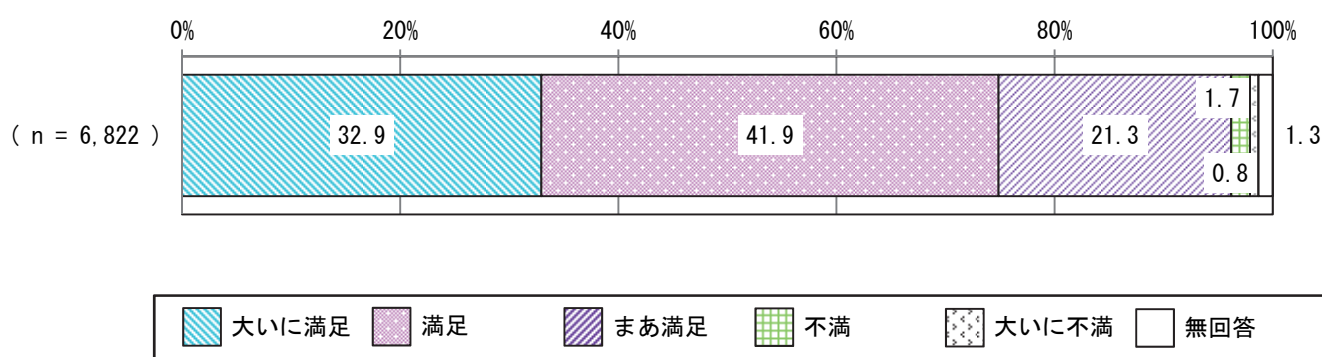 0% 20% 40% 60% 80% 100%
( n = 6,822 ) 32.9 41.9 21.3 1.7 0.8 1.3
大いに満足 満足 まあ満足 不満 大いに不満 無回答